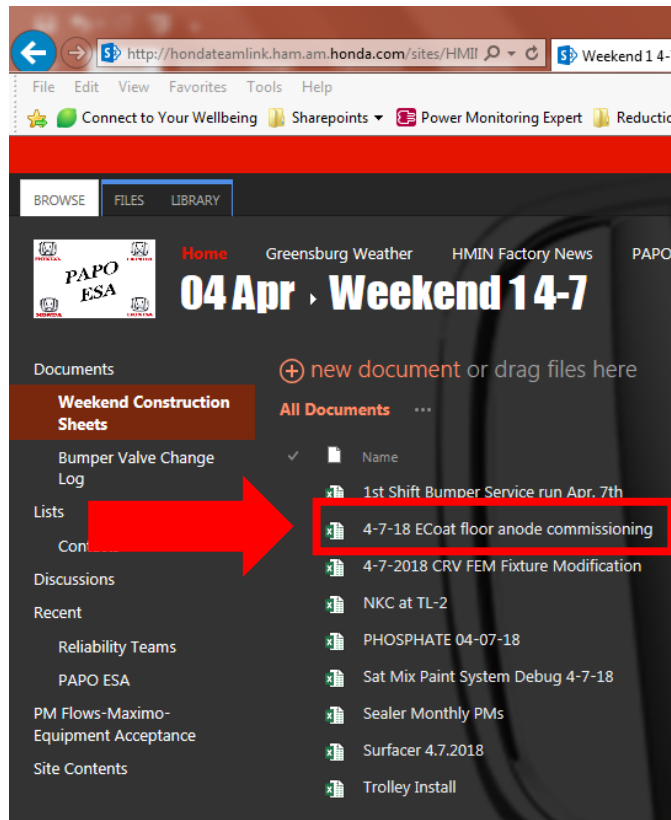 http://hondateamlink.ham.am.honda.com/sites/HMII
Weekend 1 4-
File Edit View Favorites Tools Help
Connect to Your Wellbeing Sharepoints Power Monitoring Expert
BROWSE FILES LIBRARY
PAPO
ESA
Home Greensburg Weather HMIN Factory News PAPO
04 Apr Weekend 1 4-7
Documents
Weekend Construction
Sheets
Bumper Valve Change
Log
Lists
Discussions
Recent
Reliability Teams
PAPO ESA
PM Flows-Maximo-
Equipment Acceptance
Site Contents
new document or drag files here
All Documents ...
Name
1st Shift Bumper Service run Apr. 7th
4-7-18 ECoat floor anode commissioning
4-7-2018 CRV FEM Fixture Modification
NKC at TL-2
PHOSPHATE 04-07-18
Sat Mix Paint System Debug 4-7-18
Sealer Monthly PMs
Surfacer 4.7.2018
Trolley Install